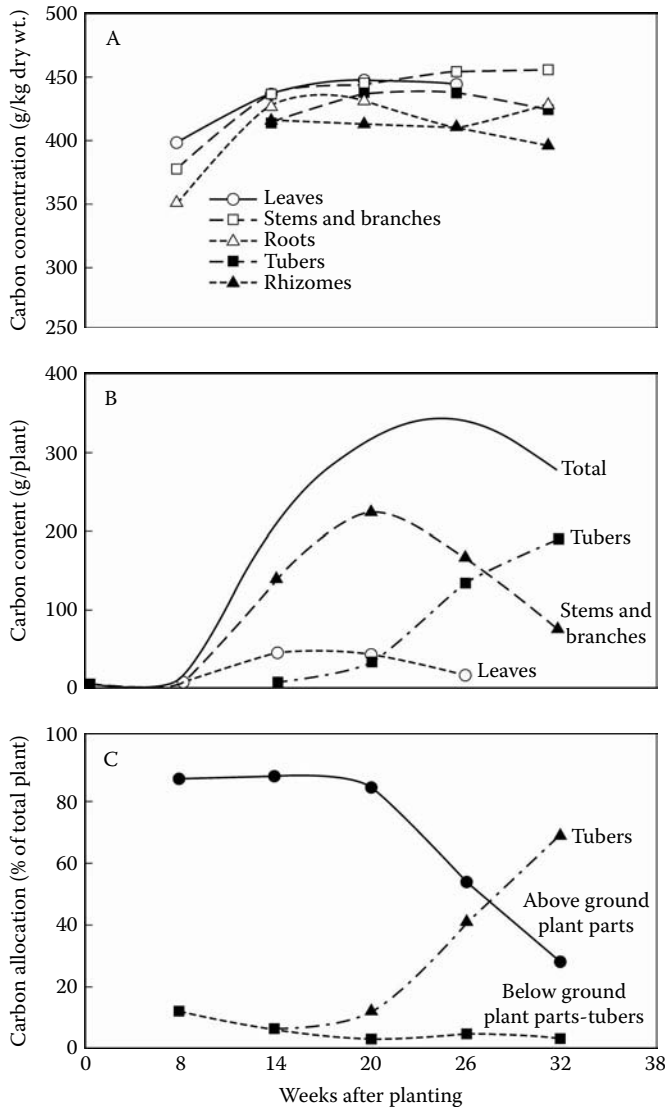 A
Carbon concentration (g/kg dry wt.)
500
450
400
350
300
250
Leaves
Stems and branches
Roots
Tubers
Rhizomes
B
Carbon content (g/plant)
400
300
200
100
0
Total
Tubers
Stems and
branches
Leaves
C
Carbon allocation (% of total plant)
100
80
60
40
20
0
Tubers
Above ground
plant parts
Below ground
plant parts-tubers
0 8 14 20 26 32 38
Weeks after planting